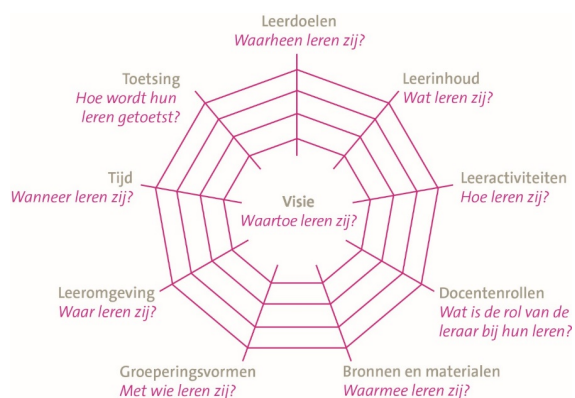 Leerdoelen
Waarheen leren zij?
Leerinhoud
Wat leren zij?
Leeractiviteiten
Hoe leren zij?
Docentenrollen
Wat is de rol van de
leraar bij hun leren?
Bronnen en materialen
Waarmee leren zij?
Groeperingsvormen
Met wie leren zij?
Leeromgeving
Waar leren zij?
Tijd
Wanneer leren zij?
Toetsing
Hoe wordt hun
leren getoetst?
Visie
Waartoe leren zij?